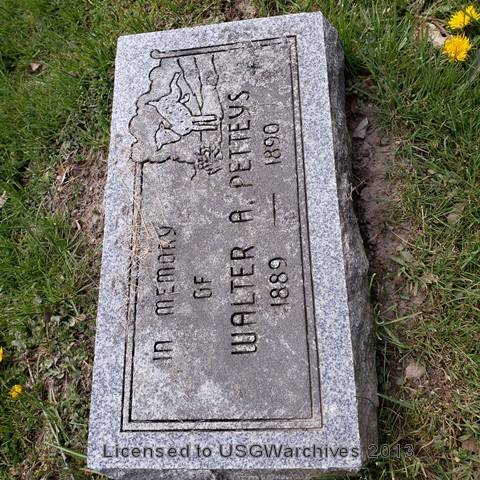 IN MEMORY
OF
WALTER A. PETTEYS
1889 — 1890
Licensed to USGWarchives 2013